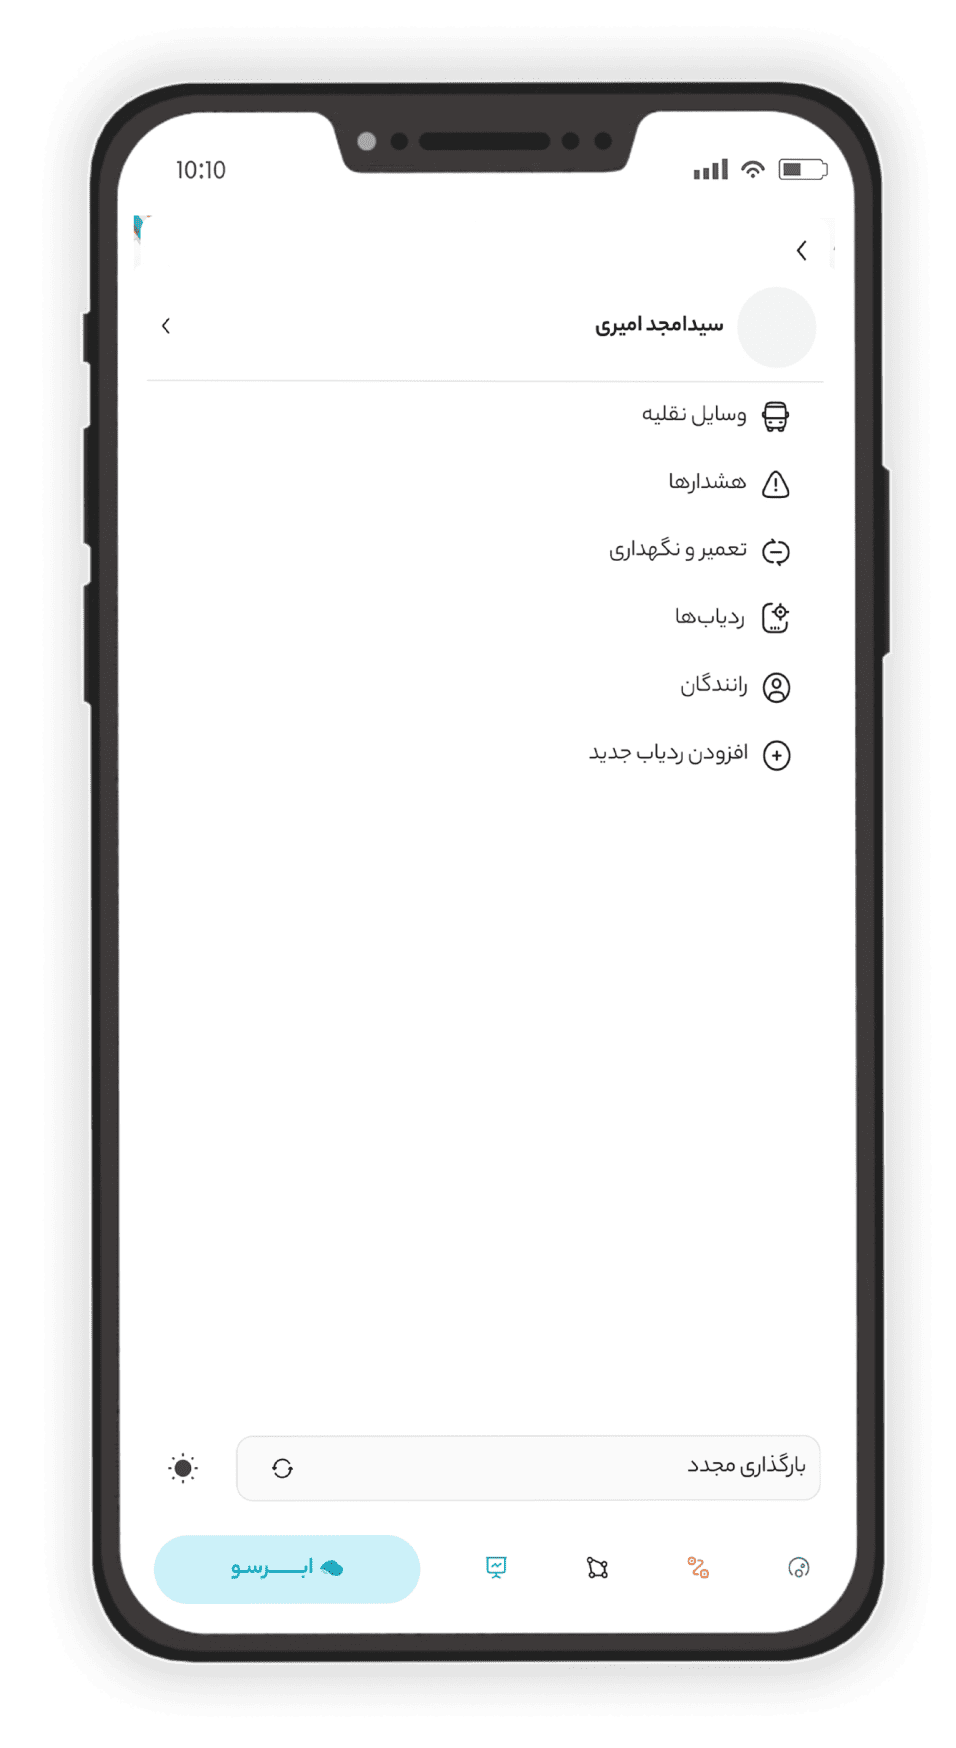 10:10
سیدامجد امیری
وسایل نقلیه
هشدارها
تعمیر و نگهداری
ردیاب‌ها
رانندگان
افزودن ردیاب جدید
بارگذاری مجدد
ابـــرسو